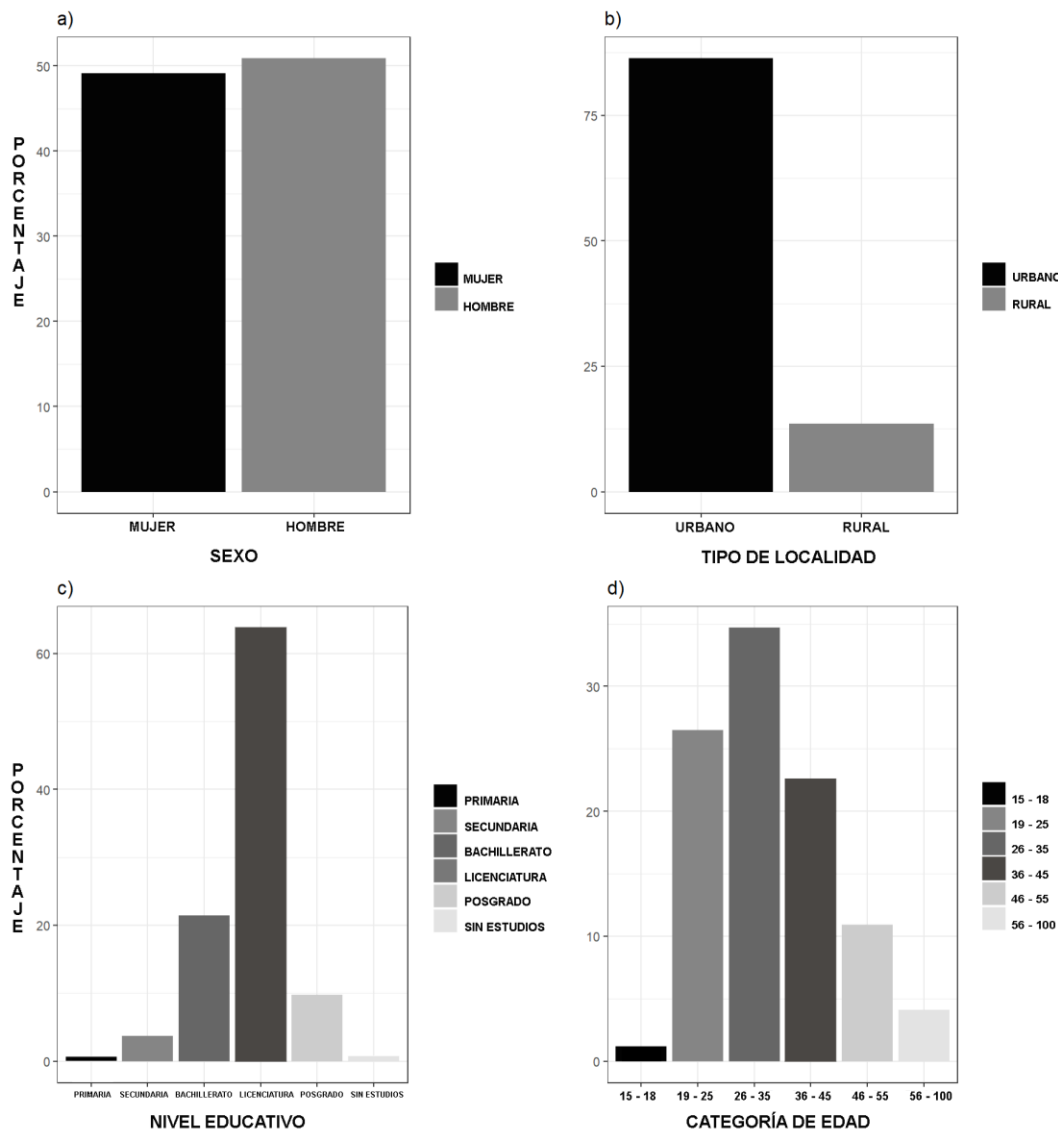 a)
50
40
30
20
10
0
PORCENTAJE
MUJER
HOMBRE
SEXO
MUJER
HOMBRE
b)
75
50
25
0
URBANO
RURAL
TIPO DE LOCALIDAD
URBANO
RURAL
c)
60
40
20
0
PORCENTAJE
PRIMARIA
SECUNDARIA
BACHILLERATO
LICENCIATURA
POSGRADO
SIN ESTUDIOS
NIVEL EDUCATIVO
PRIMARIA
SECUNDARIA
BACHILLERATO
LICENCIATURA
POSGRADO
SIN ESTUDIOS
d)
30
20
10
0
15 - 18
19 - 25
26 - 35
36 - 45
46 - 55
56 - 100
CATEGORÍA DE EDAD
15 - 18
19 - 25
26 - 35
36 - 45
46 - 55
56 - 100